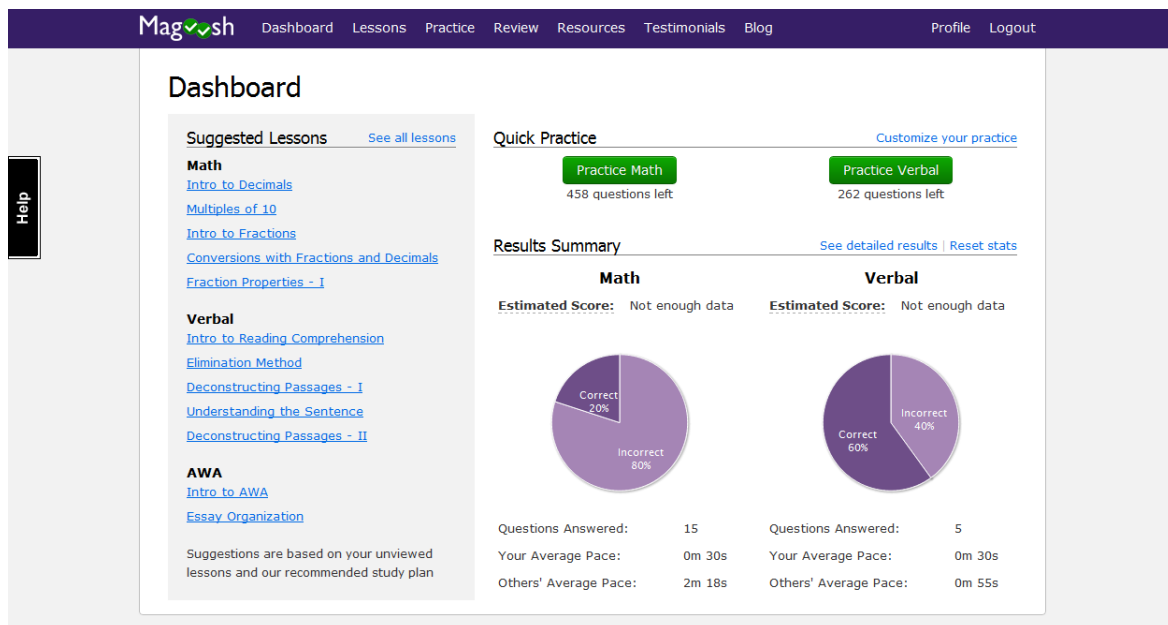 Magoosh Dashboard Lessons Practice Review Resources Testimonials Blog Profile Logout
Dashboard
Help
Suggested Lessons See all lessons
Math
Intro to Decimals
Multiples of 10
Intro to Fractions
Conversions with Fractions and Decimals
Fraction Properties - I
Verbal
Intro to Reading Comprehension
Elimination Method
Deconstructing Passages - I
Understanding the Sentence
Deconstructing Passages - II
AWA
Intro to AWA
Essay Organization
Suggestions are based on your unviewed
lessons and our recommended study plan
Quick Practice Customize your practice
Practice Math Practice Verbal
458 questions left 262 questions left
Results Summary See detailed results | Reset stats
Math
Estimated Score: Not enough data
Correct
20%
Incorrect
80%
Questions Answered: 15
Your Average Pace: 0m 30s
Others' Average Pace: 2m 18s
Verbal
Estimated Score: Not enough data
Incorrect
40%
Correct
60%
Questions Answered: 5
Your Average Pace: 0m 30s
Others' Average Pace: 0m 55s